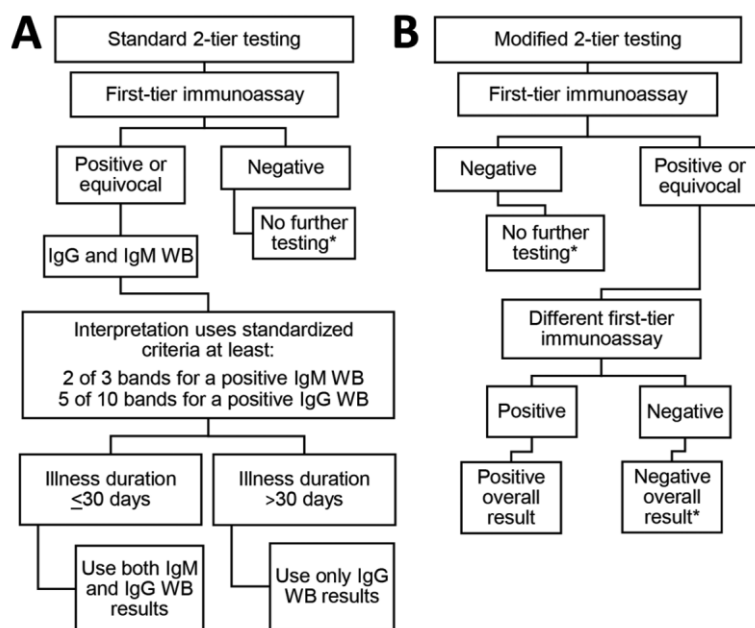 A
Standard 2-tier testing
First-tier immunoassay
Positive or
equivocal
Negative
No further
testing*
IgG and IgM WB
Interpretation uses standardized
criteria at least:
2 of 3 bands for a positive IgM WB
5 of 10 bands for a positive IgG WB
Illness duration
≤30 days
Illness duration
>30 days
Use both IgM
and IgG WB
results
Use only IgG
WB results
B
Modified 2-tier testing
First-tier immunoassay
Negative
Positive or
equivocal
No further
testing*
Different first-tier
immunoassay
Positive
Negative
Positive
overall
result
Negative
overall
result*